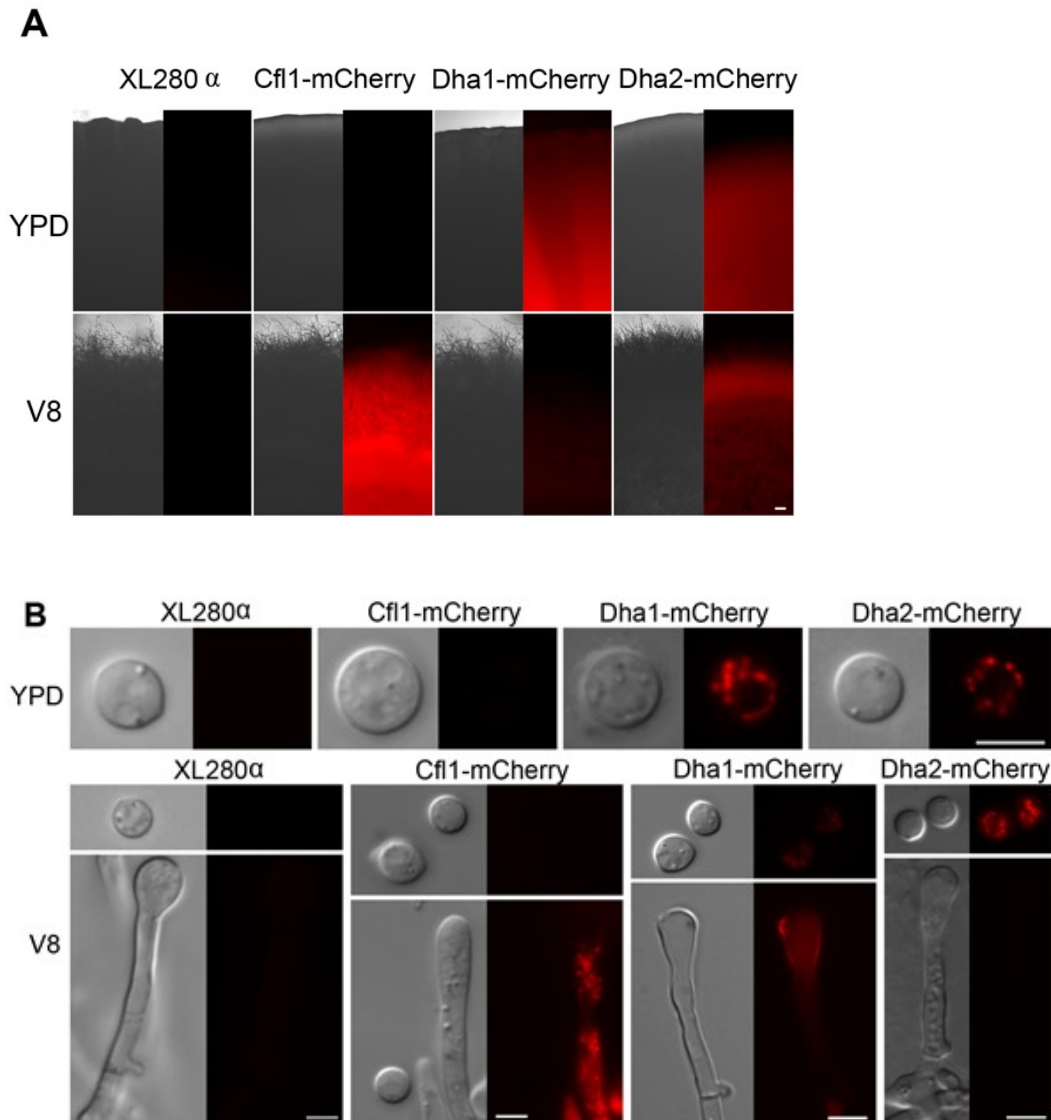 A
XL280 α Cfl1-mCherry Dha1-mCherry Dha2-mCherry
YPD
V8
B
XL280α Cfl1-mCherry Dha1-mCherry Dha2-mCherry
YPD
XL280α Cfl1-mCherry Dha1-mCherry Dha2-mCherry
V8